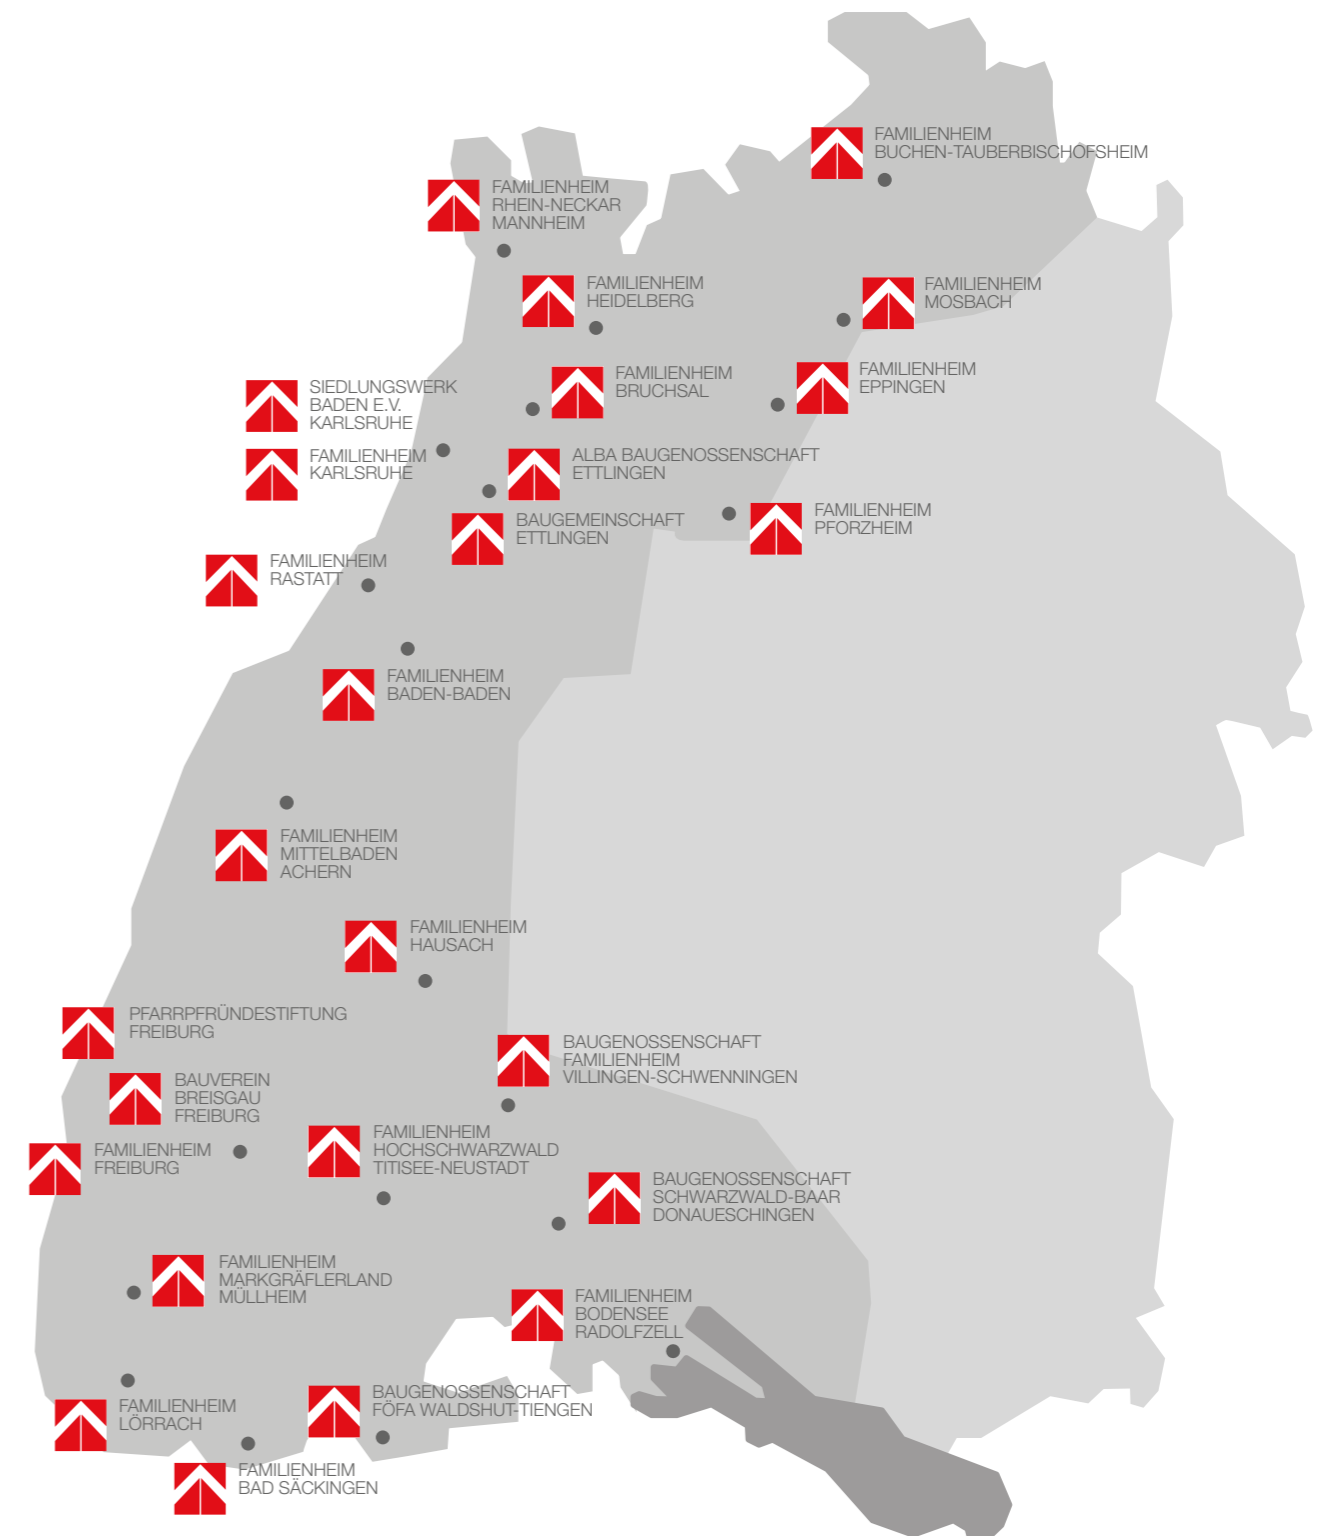 FAMILIENHEIM
BUCHEN-TAUBERBISCHOFSHEIM
FAMILIENHEIM
RHEIN-NECKAR
MANNHEIM
FAMILIENHEIM
HEIDELBERG
FAMILIENHEIM
MOSBACH
FAMILIENHEIM
BRUCHSAL
FAMILIENHEIM
EPPINGEN
SIEDLUNGSWERK
BADEN E.V.
KARLSRUHE
FAMILIENHEIM
KARLSRUHE
ALBA BAUGENOSSENSCHAFT
ETTLINGEN
BAUGEMEINSCHAFT
ETTLINGEN
FAMILIENHEIM
PFORZHEIM
FAMILIENHEIM
RASTATT
FAMILIENHEIM
BADEN-BADEN
FAMILIENHEIM
MITTELBADEN
ACHERN
FAMILIENHEIM
HAUSACH
PFARRPFRÜNDESTIFTUNG
FREIBURG
BAUGENOSSENSCHAFT
FAMILIENHEIM
VILLINGEN-SCHWENNINGEN
BAUVEREIN
BREISGAU
FREIBURG
FAMILIENHEIM
FREIBURG
FAMILIENHEIM
HOCHSCHWARZWALD
TITISEE-NEUSTADT
BAUGENOSSENSCHAFT
SCHWARZWALD-BAAR
DONAUESCHINGEN
FAMILIENHEIM
MARKGRÄFLERLAND
MÜLLHEIM
FAMILIENHEIM
BODENSEE
RADOLFZELL
FAMILIENHEIM
LÖRRACH
BAUGENOSSENSCHAFT
FÖFA WALDSHUT-TIENGEN
FAMILIENHEIM
BAD SÄCKINGEN